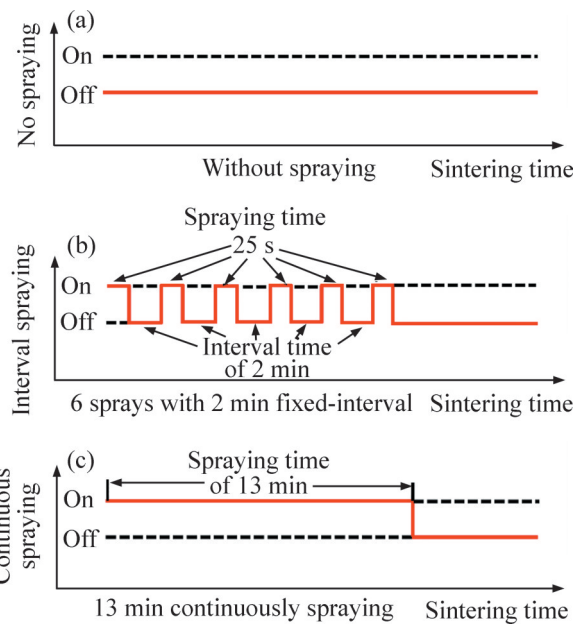 (a)
No spraying
On
Off
Without spraying
Sintering time
Spraying time
25 s
(b)
Interval spraying
On
Off
Interval time
of 2 min
6 sprays with 2 min fixed-interval
Sintering time
(c)
Continuous
spraying
Spraying time
of 13 min
On
Off
13 min continuously spraying
Sintering time